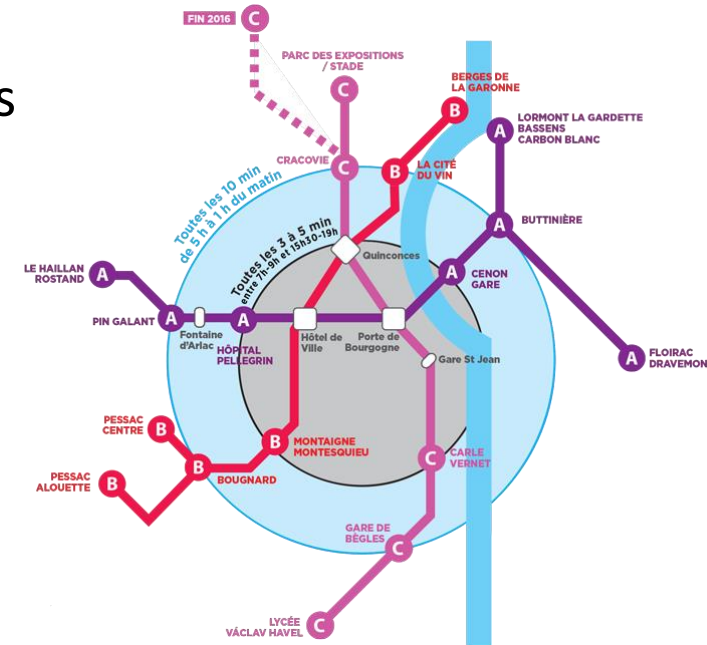 S
FIN 2016
C
PARC DES EXPOSITIONS
/ STADE
C
BERGES DE
LA GARONNE
B
LORMONT LA GARDETTE
BASSENS
CARBON BLANC
A
CRACOVIE
C
B
LA CITÉ
DU VIN
Toutes les 10 min
de 5 h à 1 h du matin
Toutes les 3 à 5 min
entre 7h-9h et 15h30-19h
A
BUTTINIÈRE
Quinconces
LE HAILLAN
ROSTAND
A
A
CENON
GARE
PIN GALANT
A
Fontaine
d'Arlac
A
HÔPITAL
PELLEGRIN
Hôtel de
Ville
Porte de
Bourgogne
Gare St Jean
A
FLOIRAC
DRAVEMON
PESSAC
CENTRE
B
B
MONTAIGNE
MONTESQUIEU
PESSAC
ALOUETTE
B
B
BOUGNARD
C
CARLE
VERNET
GARE DE
BÈGLES
C
LYCÉE
VÁCLAV HAVEL
C